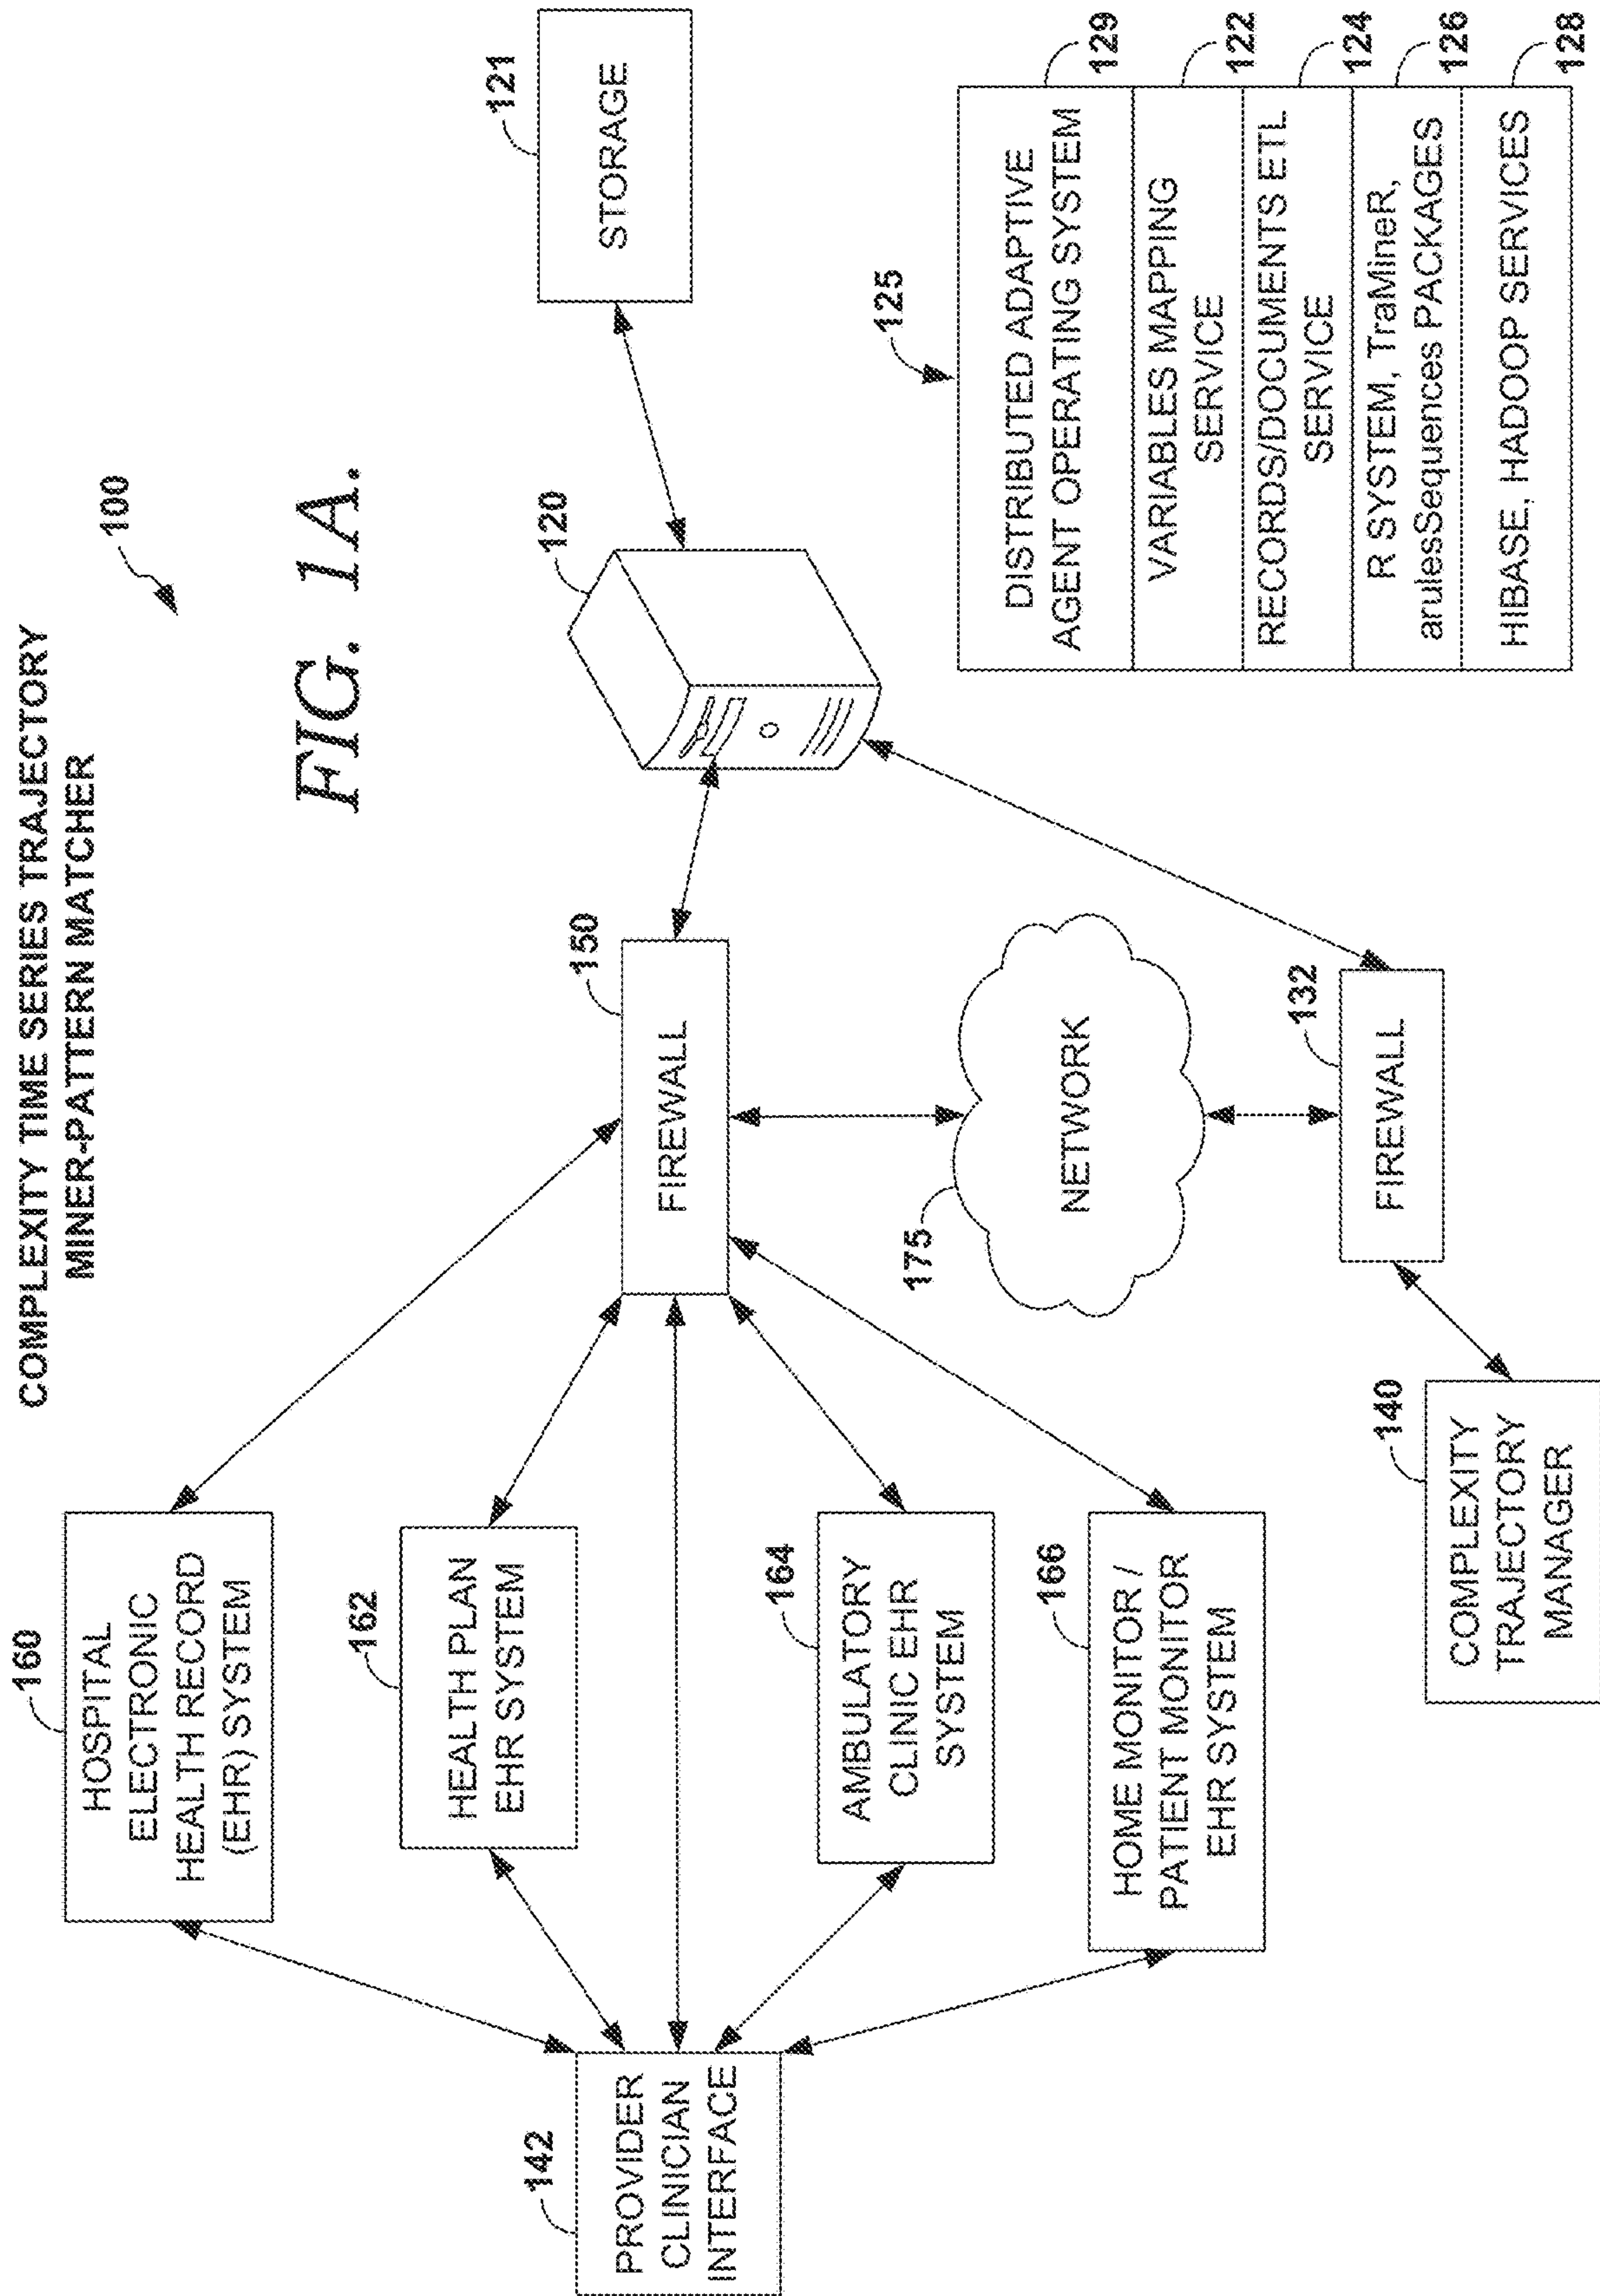 COMPLEXITY TIME SERIES TRAJECTORY
MINER-PATTERN MATCHER
100
FIG. 1A.
160
HOSPITAL
ELECTRONIC
HEALTH RECORD
(EHR) SYSTEM
162
HEALTH PLAN
EHR SYSTEM
164
AMBULATORY
CLINIC EHR
SYSTEM
166
HOME MONITOR /
PATIENT MONITOR
EHR SYSTEM
142
PROVIDER
CLINICIAN
INTERFACE
150
FIREWALL
175
NETWORK
132
FIREWALL
140
COMPLEXITY
TRAJECTORY
MANAGER
120
121
STORAGE
125
DISTRIBUTED ADAPTIVE
AGENT OPERATING SYSTEM
129
VARIABLES MAPPING
SERVICE
122
RECORDS/DOCUMENTS ETL
SERVICE
124
R SYSTEM, TraMineR,
arulesSequences PACKAGES
126
HIBASE, HADOOP SERVICES
128